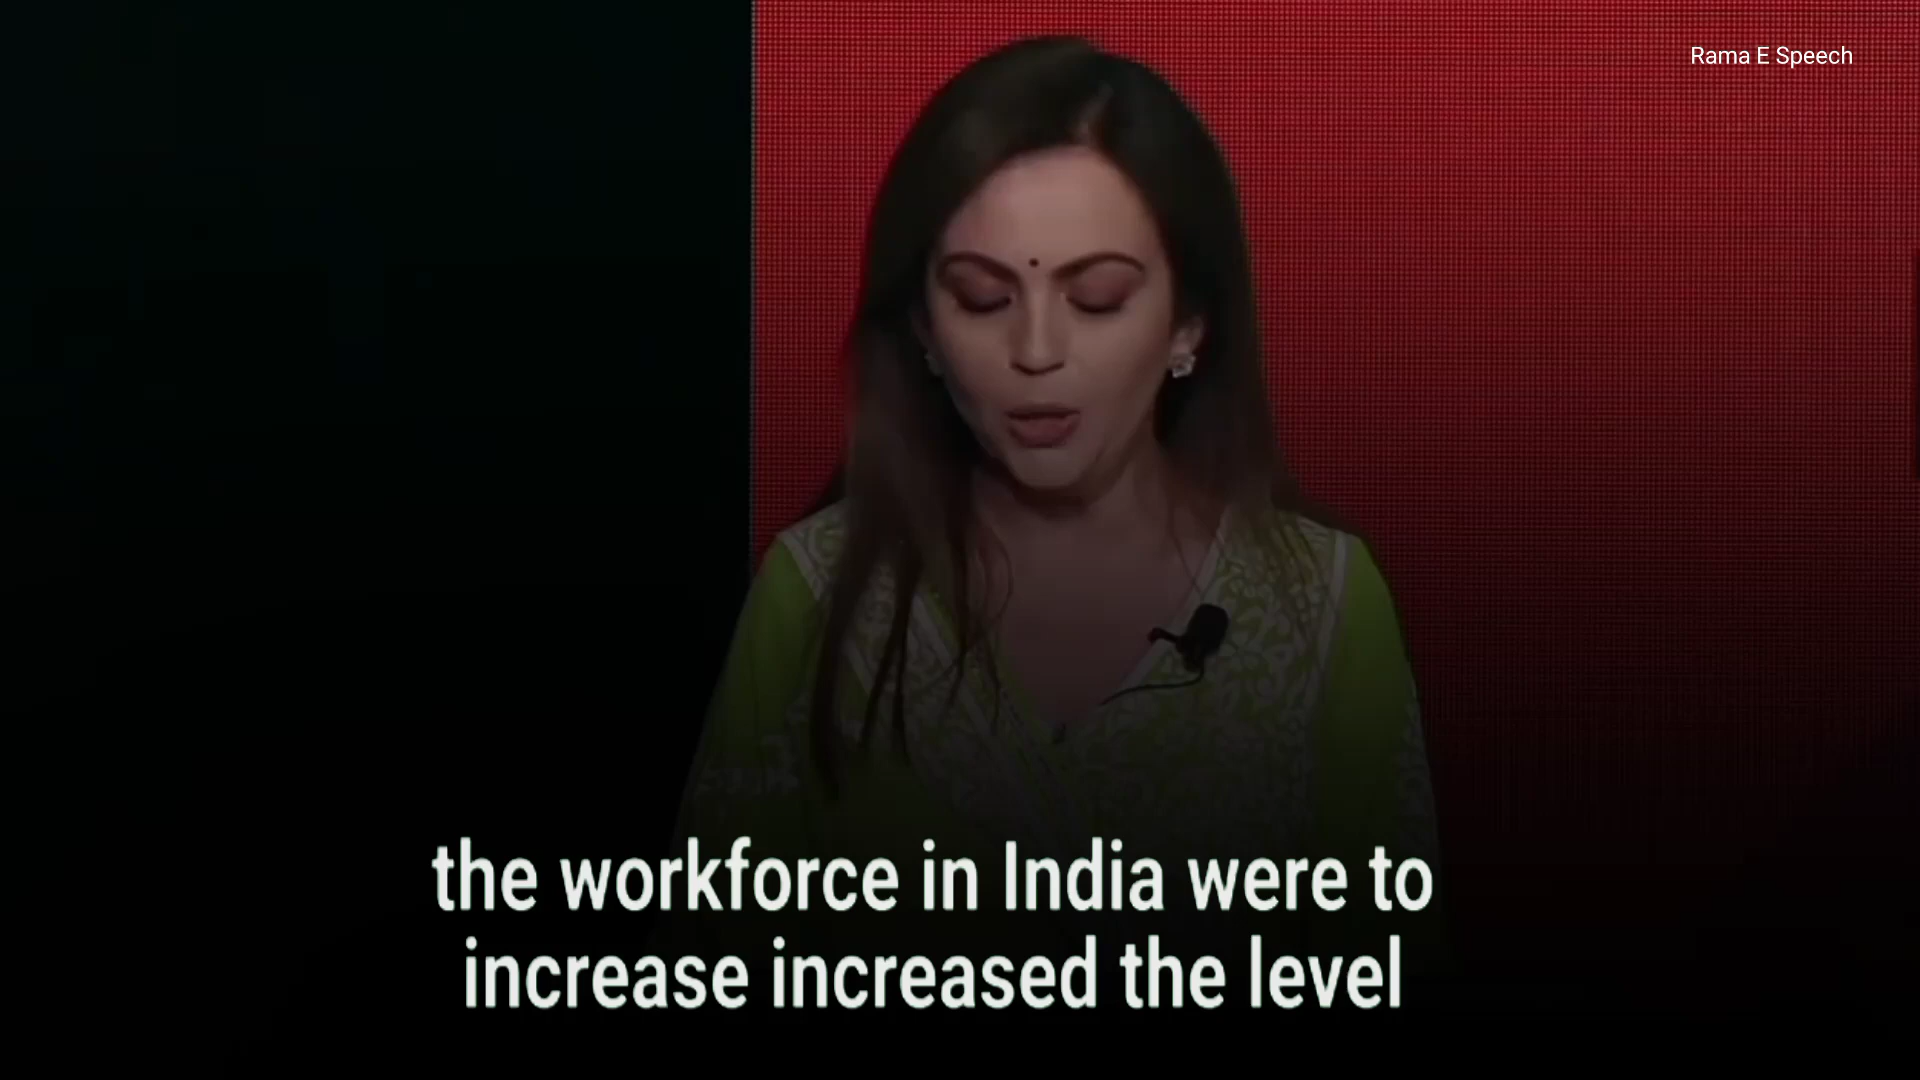 Rama E Speech
the workforce in India were to
increase increased the level